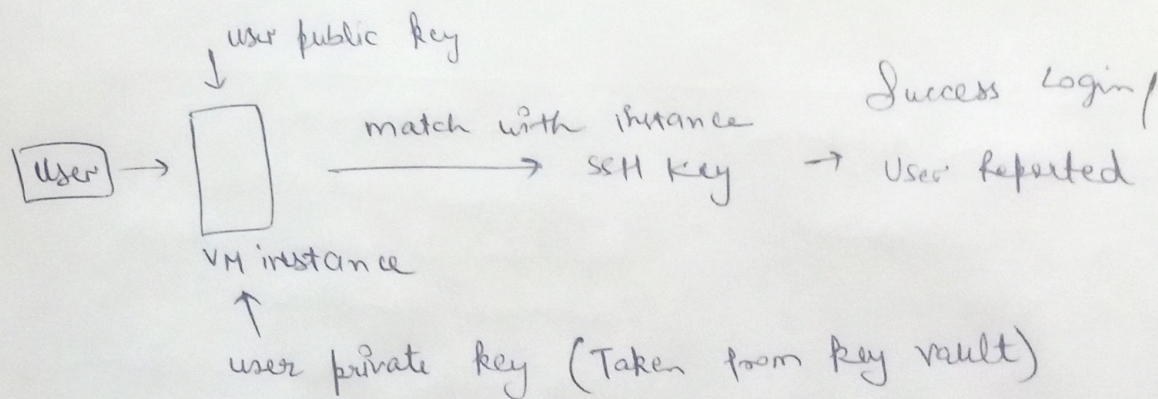 user public key
Success Login/
match with instance
User
SSH Key
User Reported
VM instance
user private key (Taken from key vault)